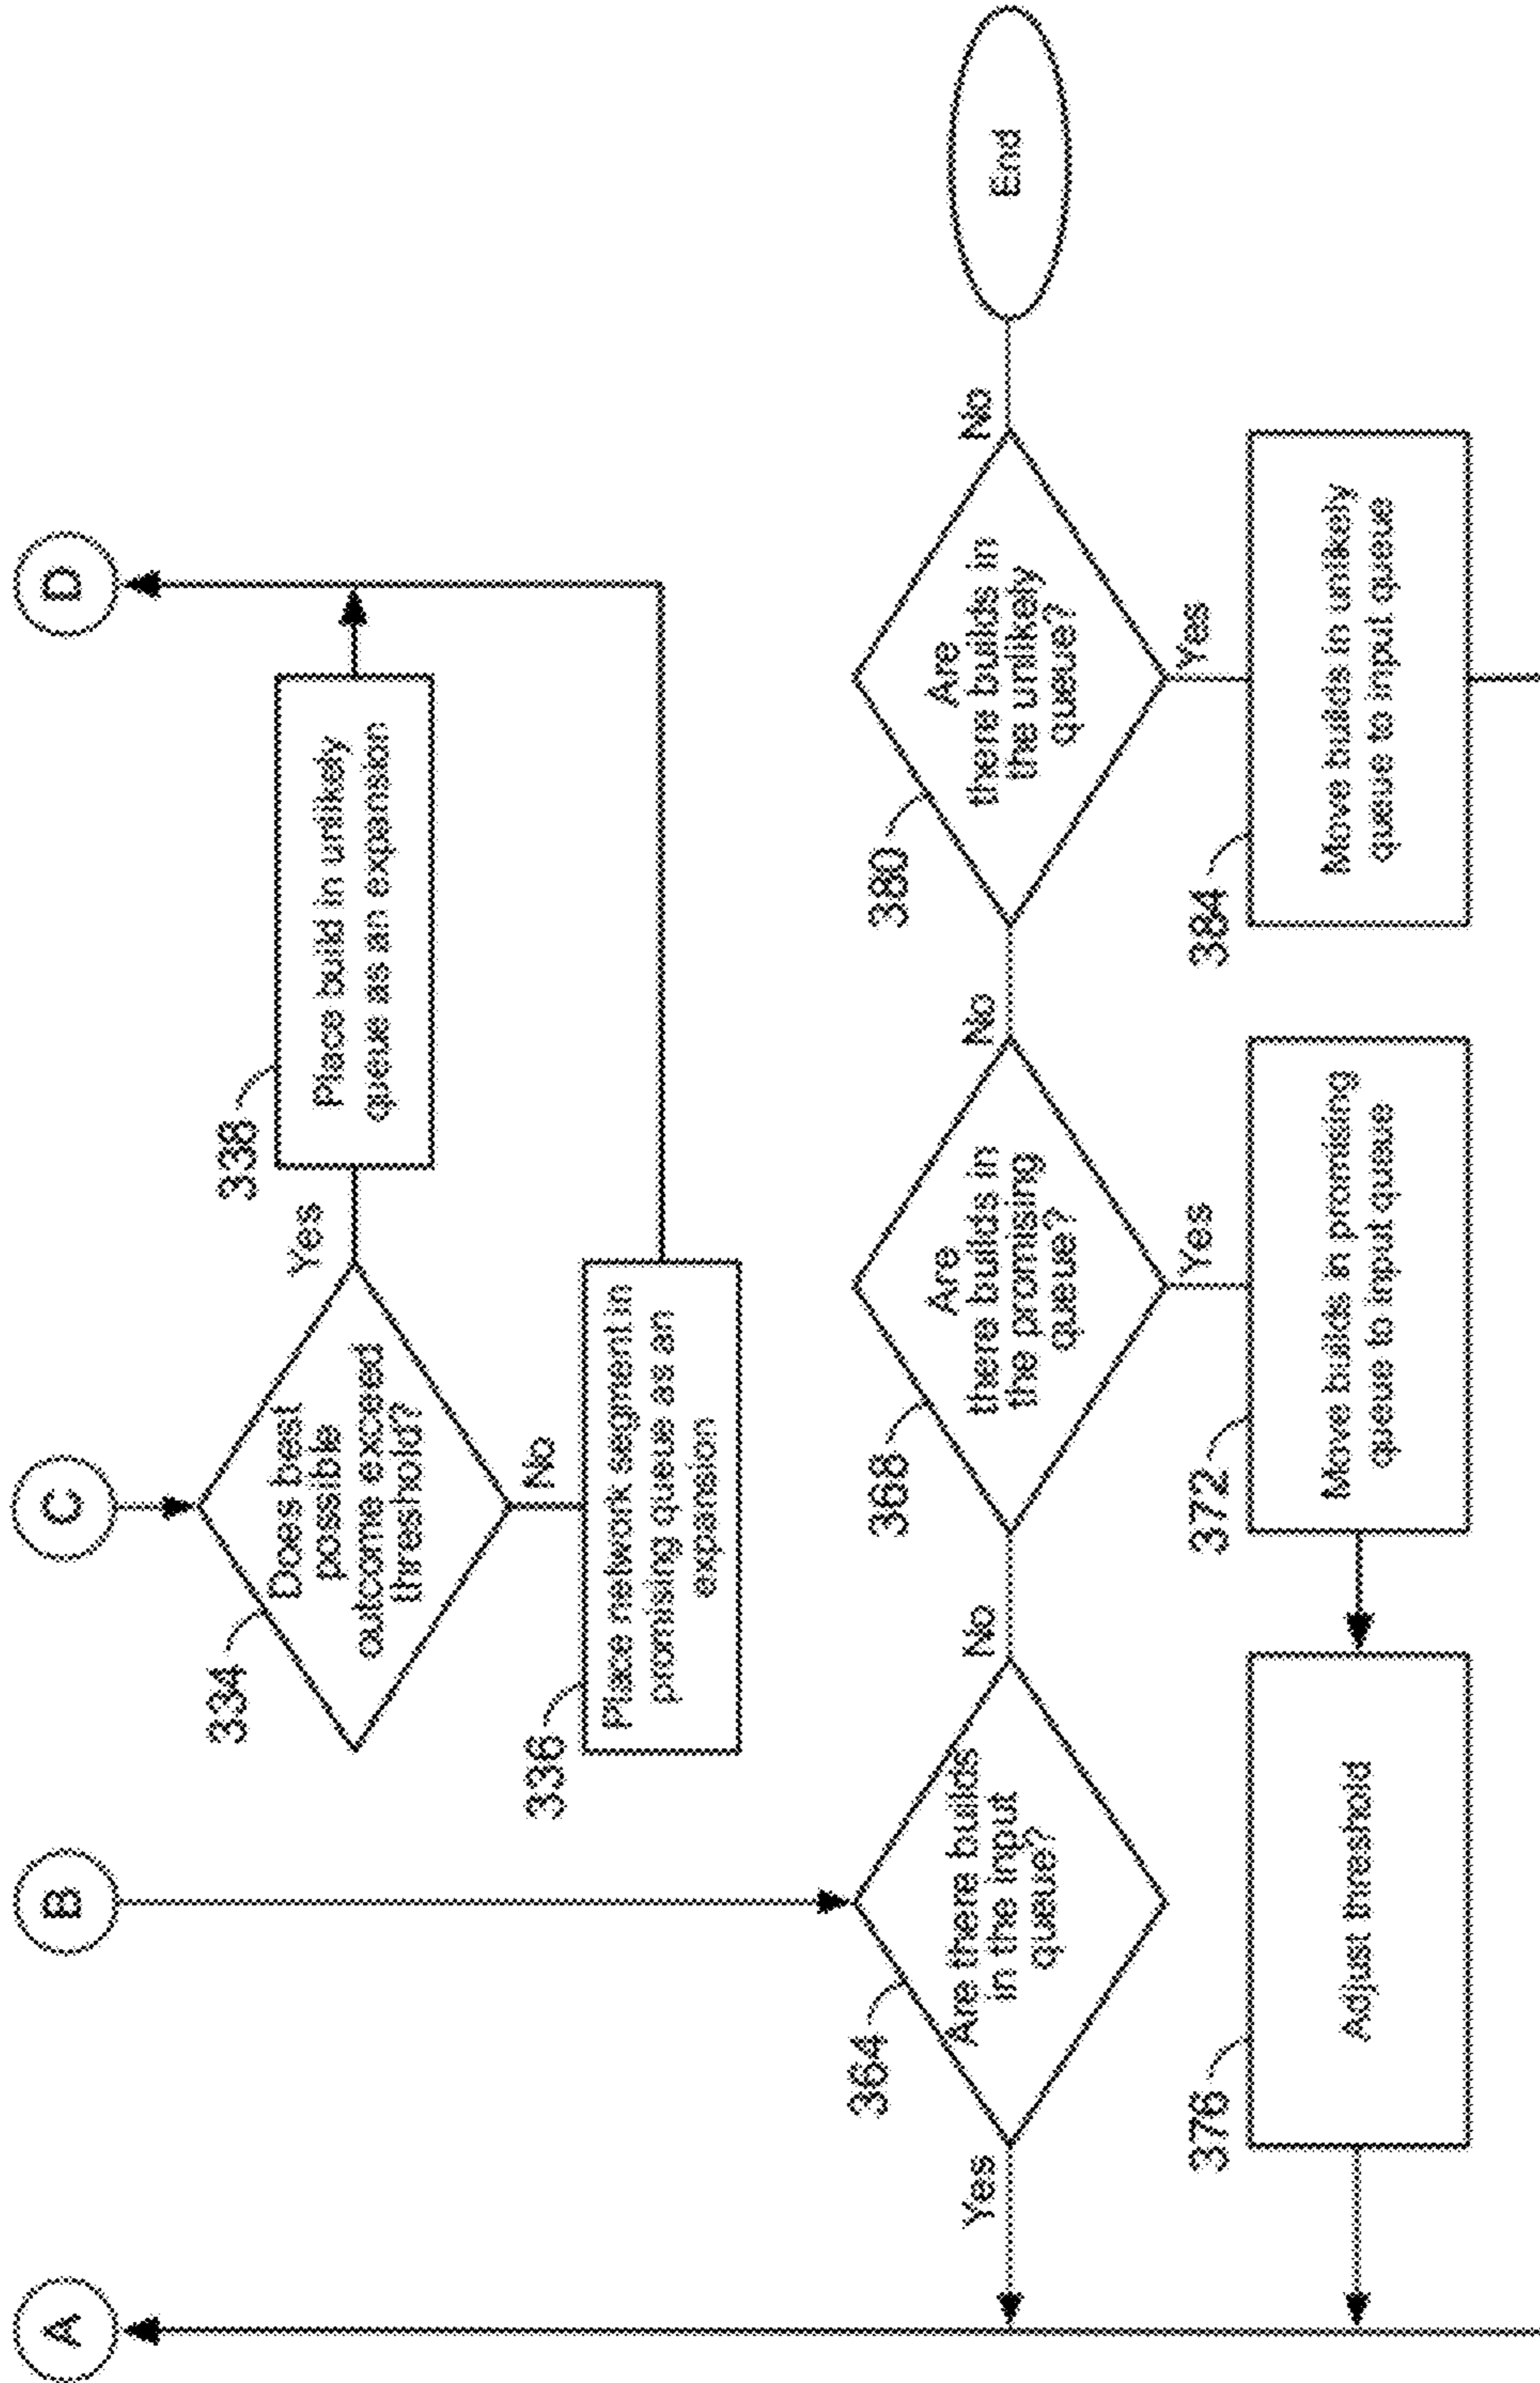 A
B
C
D
334
Does best
possible
outcome exceed
threshold?
Yes
No
338
Place build in unlikely
queue as an expansion
336
Place network segment in
promising queue as an
expansion
364
Are there builds
in the input
queue?
Yes
No
368
Are
there builds in
the promising
queue?
No
Yes
380
Are
there builds in
the unlikely
queue?
No
Yes
End
376
Adjust threshold
372
Move builds in promising
queue to input queue
384
Move builds in unlikely
queue to input queue